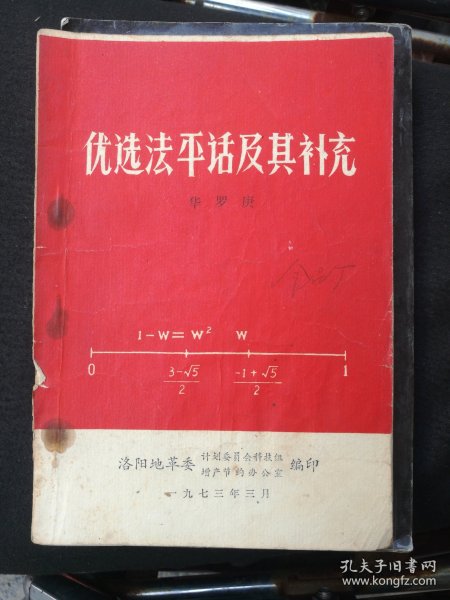 优选法平话及其补充
华罗庚
1-W=W² W
0 (3-√5)/2 (-1+√5)/2 1
洛阳地革委 计划委员会科技组 编印
增产节约办公室
一九七三年三月
孔夫子旧书网
www.kongfz.com